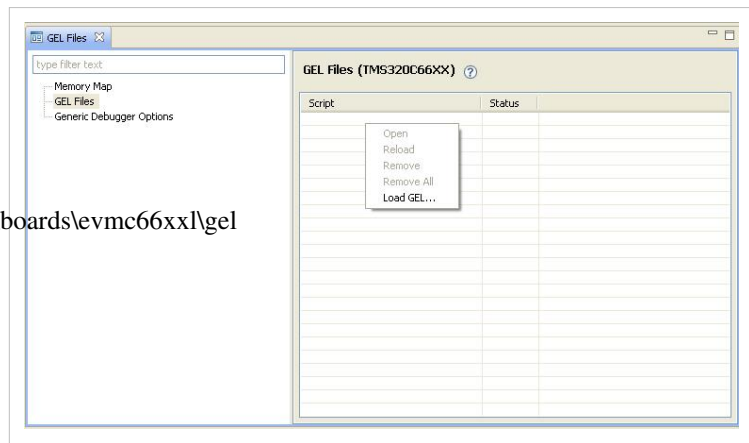 GEL Files
type filter text
Memory Map
GEL Files
Generic Debugger Options
GEL Files (TMS320C66XX)
Script Status
Open
Reload
Remove
Remove All
Load GEL...
boards\evmc66xxl\gel